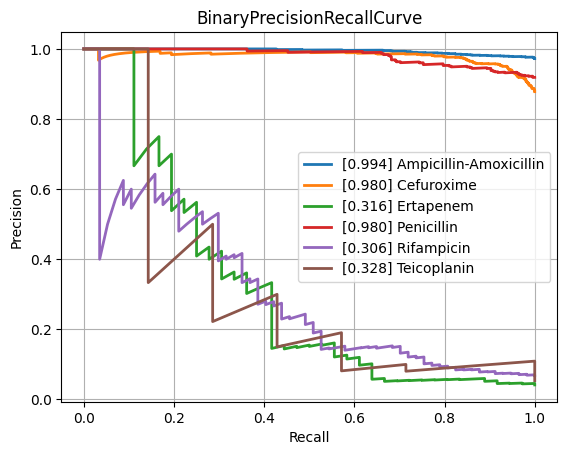 BinaryPrecisionRecallCurve
Precision
1.0
0.8
0.6
0.4
0.2
0.0
[0.994] Ampicillin-Amoxicillin
[0.980] Cefuroxime
[0.316] Ertapenem
[0.980] Penicillin
[0.306] Rifampicin
[0.328] Teicoplanin
0.0 0.2 0.4 0.6 0.8 1.0
Recall